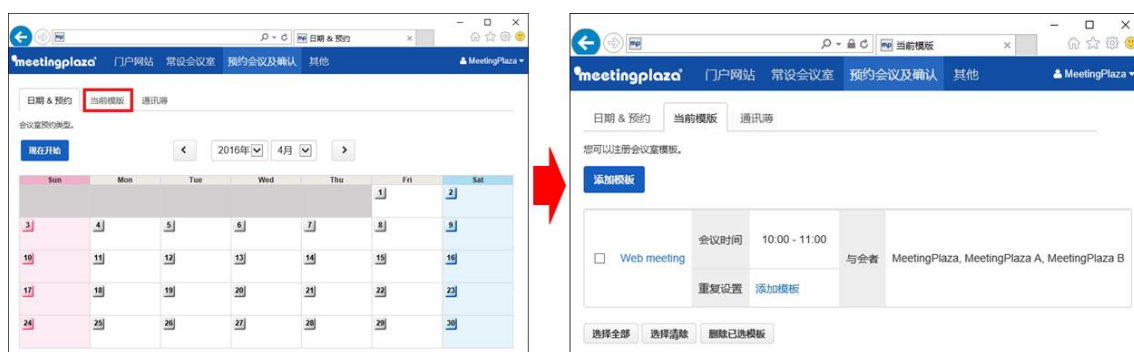 日期 & 预约
meetingplaza 门户网站 常设会议室 预约会议及确认 其他 MeetingPlaza
日期 & 预约 当前模版 通讯簿
会议室预约类型。
现在开始 2016年 4月
Sun Mon Tue Wed Thu Fri Sat
1 2
3 4 5 6 7 8 9
10 11 12 13 14 15 16
17 18 19 20 21 22 23
24 25 26 27 28 29 30
当前模版
meetingplaza 门户网站 常设会议室 预约会议及确认 其他 MeetingPlaza
日期 & 预约 当前模版 通讯簿
您可以注册会议室模板。
添加模板
会议时间 10:00 - 11:00
Web meeting 与会者 MeetingPlaza, MeetingPlaza A, MeetingPlaza B
重复设置 添加模板
选择全部 选择清除 删除已选模板